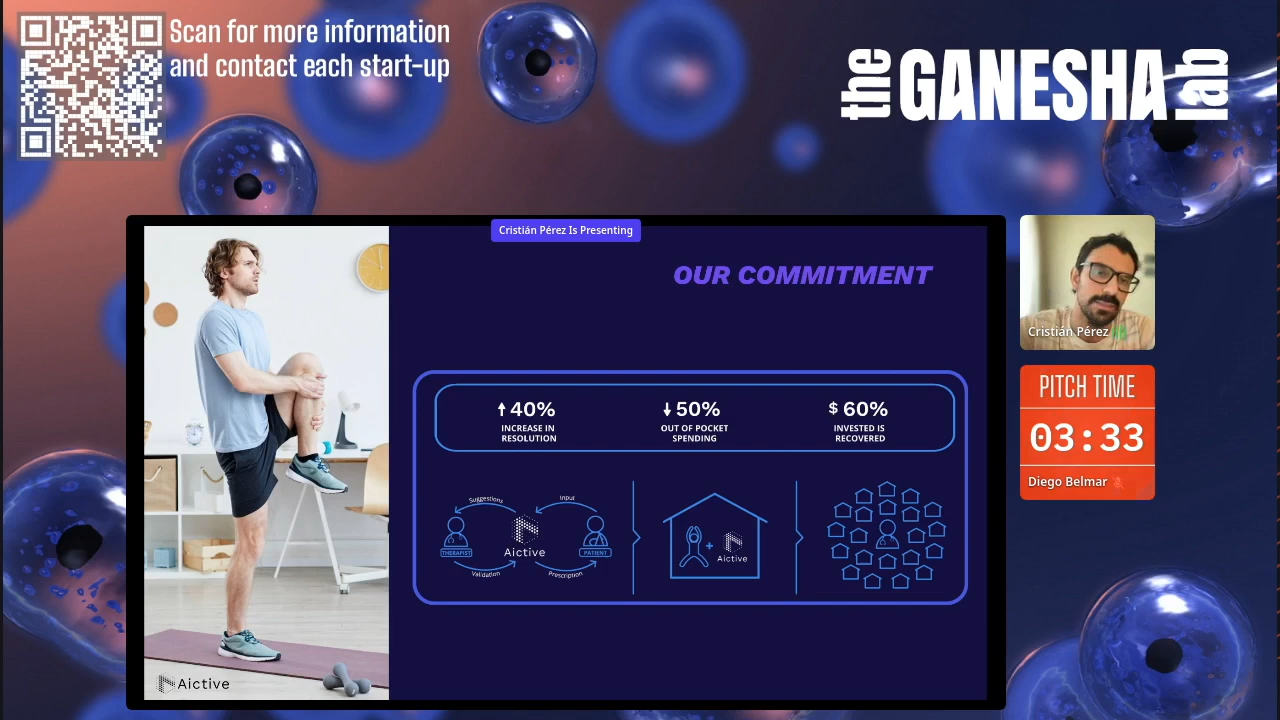 Scan for more information
and contact each start-up
the GANESHA lab
Cristián Pérez Is Presenting
OUR COMMITMENT
40%
INCREASE IN
RESOLUTION
50%
OUT OF POCKET
SPENDING
$ 60%
INVESTED IS
RECOVERED
Suggestions
Input
THERAPIST
Aictive
PATIENT
Validation
Prescription
+
Aictive
Aictive
Cristián Pérez
PITCH TIME
03:33
Diego Belmar